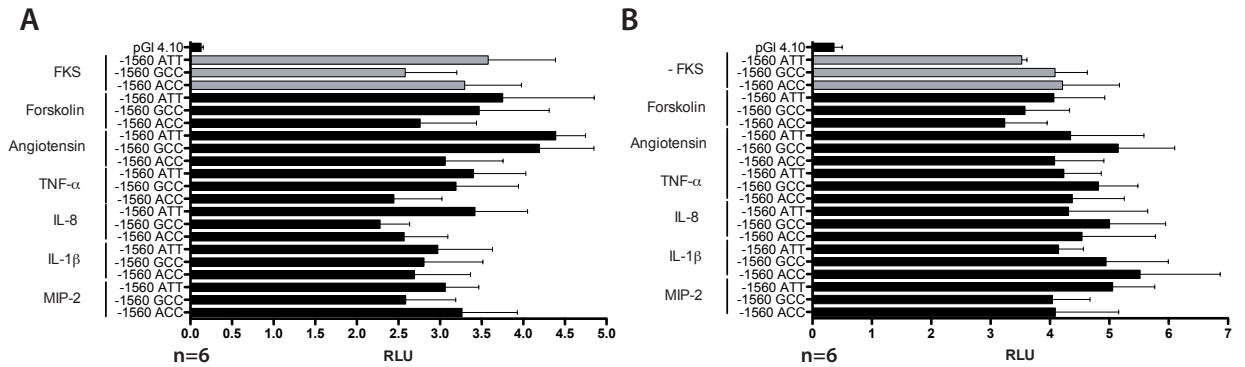 A
pGl 4.10
-1560 ATT
FKS -1560 GCC
-1560 ACC
-1560 ATT
Forskolin -1560 GCC
-1560 ACC
-1560 ATT
Angiotensin -1560 GCC
-1560 ACC
-1560 ATT
TNF-α -1560 GCC
-1560 ACC
-1560 ATT
IL-8 -1560 GCC
-1560 ACC
-1560 ATT
IL-1β -1560 GCC
-1560 ACC
-1560 ATT
MIP-2 -1560 GCC
-1560 ACC
0.0 0.5 1.0 1.5 2.0 2.5 3.0 3.5 4.0 4.5 5.0
n=6 RLU
B
pGl 4.10
-1560 ATT
- FKS -1560 GCC
-1560 ACC
-1560 ATT
Forskolin -1560 GCC
-1560 ACC
-1560 ATT
Angiotensin -1560 GCC
-1560 ACC
-1560 ATT
TNF-α -1560 GCC
-1560 ACC
-1560 ATT
IL-8 -1560 GCC
-1560 ACC
-1560 ATT
IL-1β -1560 GCC
-1560 ACC
-1560 ATT
MIP-2 -1560 GCC
-1560 ACC
0 1 2 3 4 5 6 7
n=6 RLU